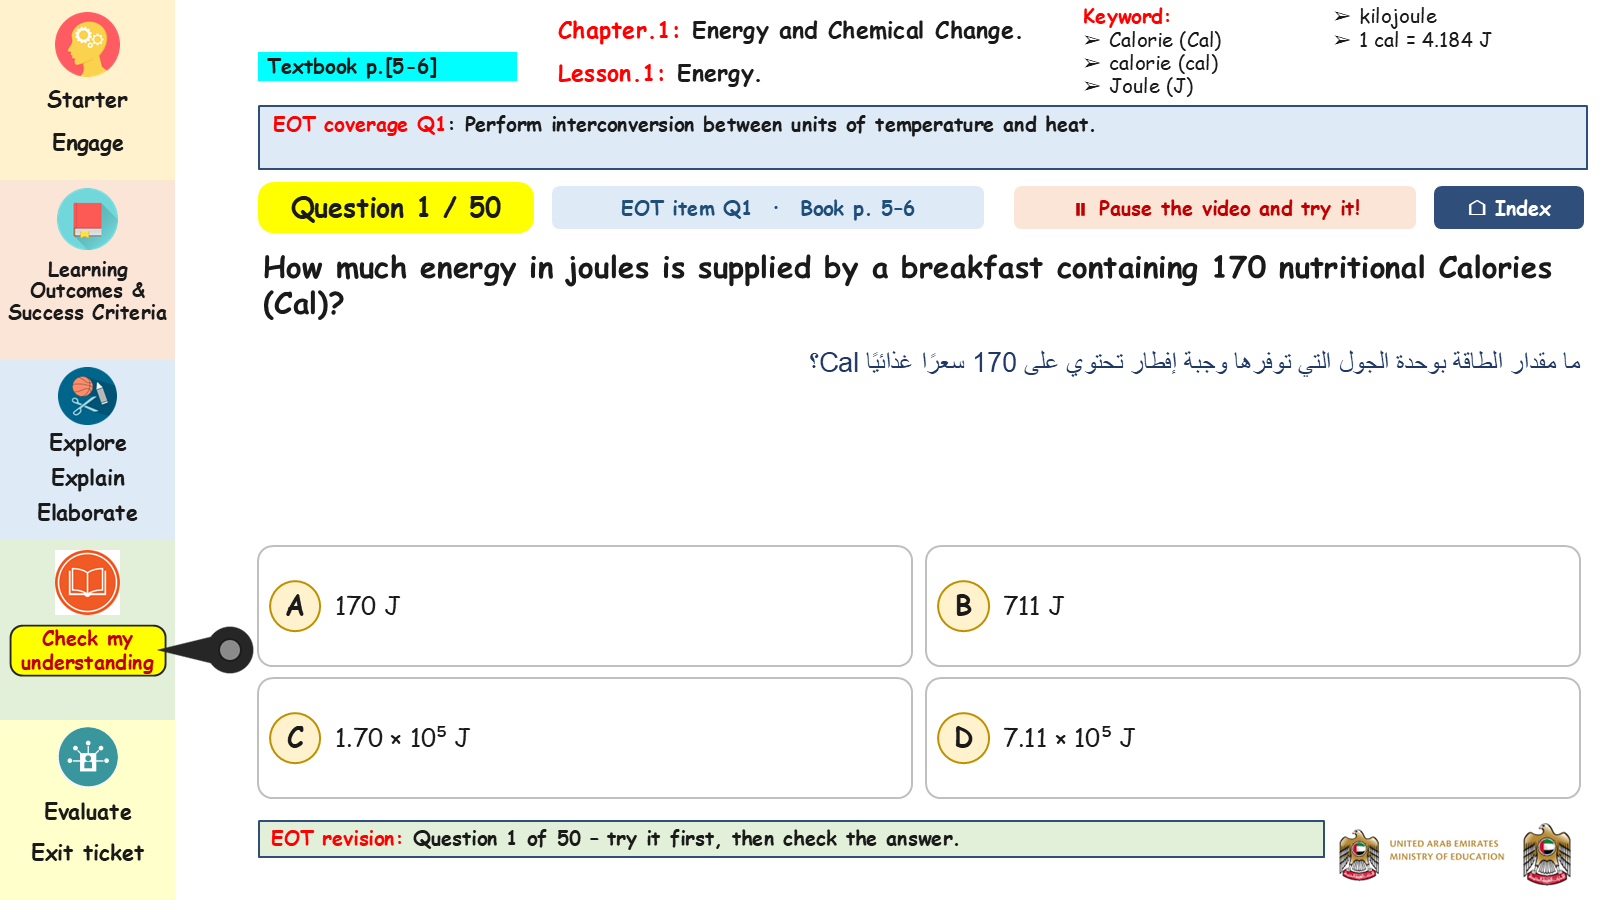 Starter
Engage
Learning
Outcomes &
Success Criteria
Explore
Explain
Elaborate
Check my
understanding
Evaluate
Exit ticket
Textbook p.[5-6]
Chapter.1: Energy and Chemical Change.
Lesson.1: Energy.
Keyword:
➢ Calorie (Cal)
➢ calorie (cal)
➢ Joule (J)
➢ kilojoule
➢ 1 cal = 4.184 J
EOT coverage Q1: Perform interconversion between units of temperature and heat.
Question 1 / 50
EOT item Q1 · Book p. 5–6
⏸ Pause the video and try it!
☖ Index
How much energy in joules is supplied by a breakfast containing 170 nutritional Calories
(Cal)?
ما مقدار الطاقة بوحدة الجول التي توفرها وجبة إفطار تحتوي على 170 سعرًا غذائيًا Cal؟
A 170 J
B 711 J
C 1.70 × 10⁵ J
D 7.11 × 10⁵ J
EOT revision: Question 1 of 50 – try it first, then check the answer.
UNITED ARAB EMIRATES
MINISTRY OF EDUCATION